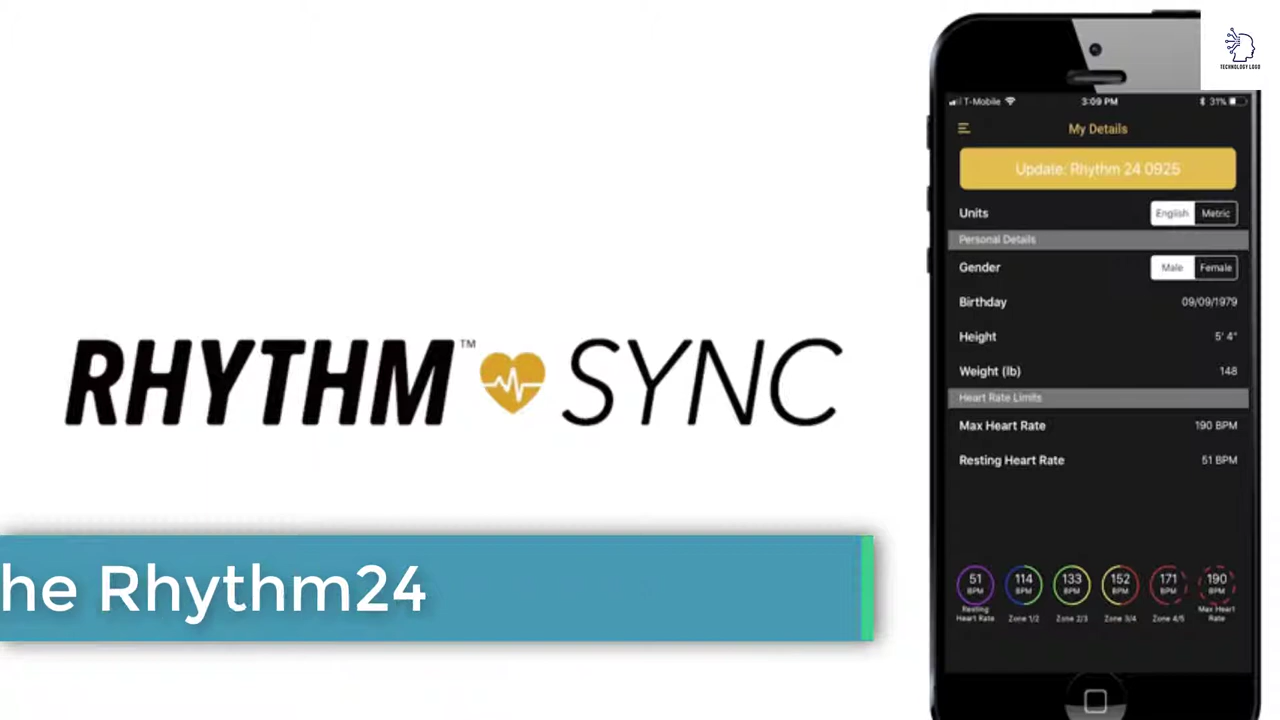 TECHNOLOGY LOGO
T-Mobile 3:09 PM 31%
My Details
Update: Rhythm 24 0925
Units English Metric
Personal Details
Gender Male Female
Birthday 09/09/1979
Height 5' 4"
Weight (lb) 148
Heart Rate Limits
Max Heart Rate 190 BPM
Resting Heart Rate 51 BPM
51 114 133 152 171 190
BPM BPM BPM BPM BPM BPM
Resting Heart Rate Zone 1/2 Zone 2/3 Zone 3/4 Zone 4/5 Max Heart Rate
RHYTHM™ SYNC
he Rhythm24